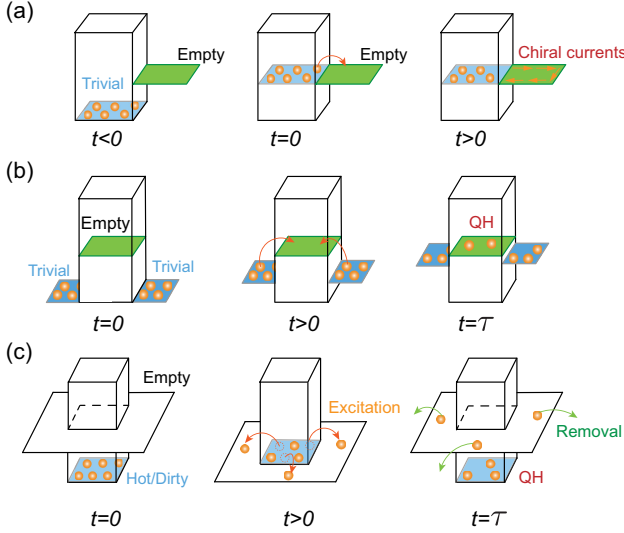 (a)
Empty
Trivial
t<0
Empty
t=0
Chiral currents
t>0
(b)
Empty
Trivial
Trivial
t=0
t>0
QH
t=τ
(c)
Empty
Hot/Dirty
t=0
Excitation
t>0
Removal
QH
t=τ